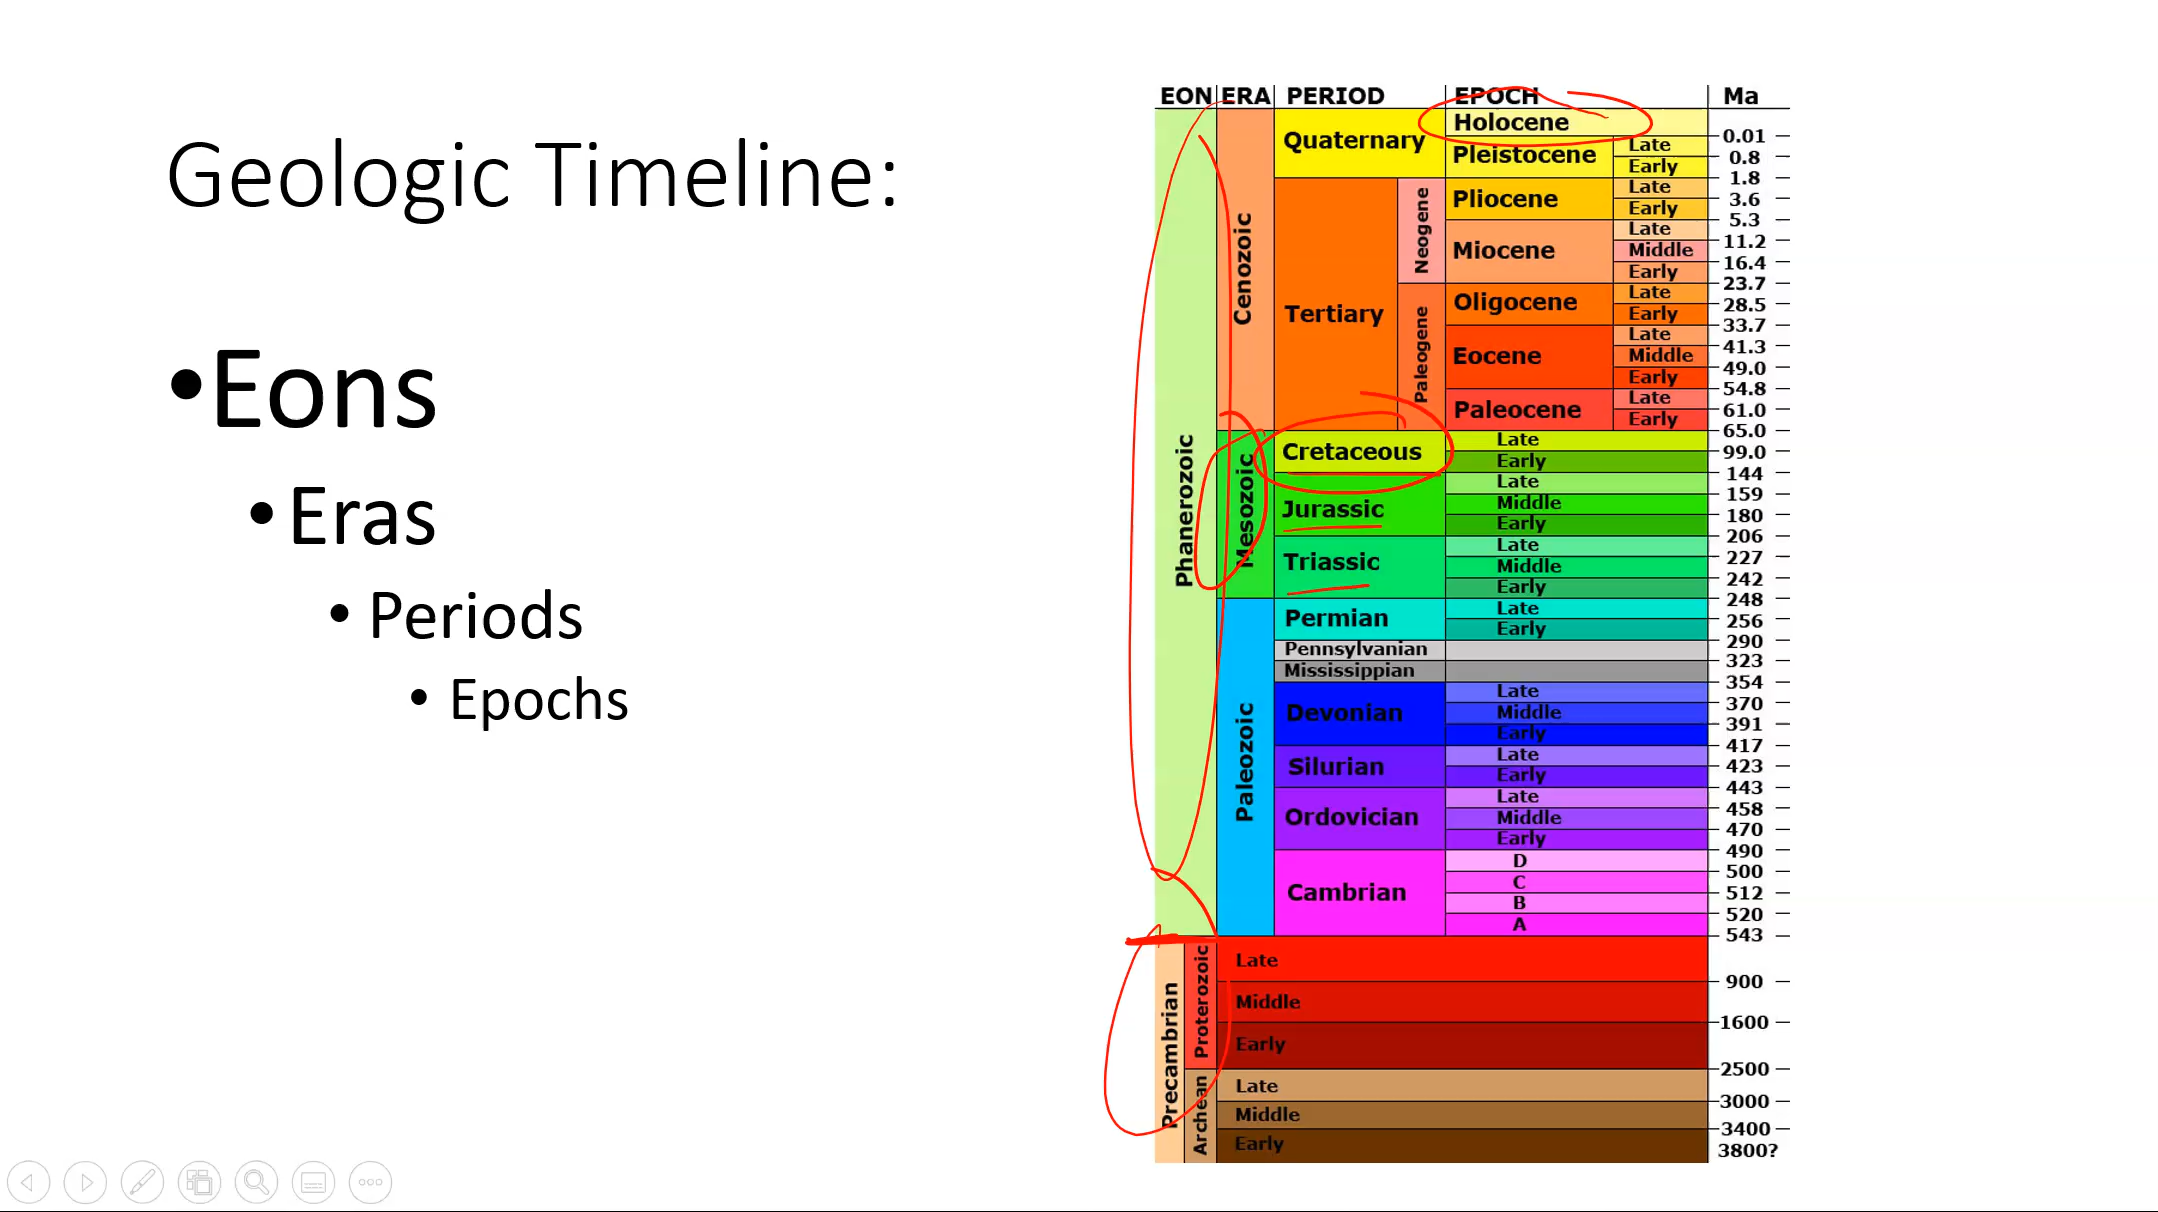 Geologic Timeline:
•Eons
• Eras
• Periods
• Epochs
EON ERA PERIOD EPOCH Ma
Phanerozoic
Precambrian
Cenozoic
Mesozoic
Paleozoic
Proterozoic
Archean
Quaternary
Tertiary
Neogene
Paleogene
Cretaceous
Jurassic
Triassic
Permian
Pennsylvanian
Mississippian
Devonian
Silurian
Ordovician
Cambrian
Holocene
Pleistocene
Late
Early
Pliocene
Late
Early
Miocene
Late
Middle
Early
Oligocene
Late
Early
Eocene
Late
Middle
Early
Paleocene
Late
Early
Late
Early
Late
Middle
Early
Late
Middle
Early
Late
Early
Late
Middle
Early
Late
Early
Late
Middle
Early
D
C
B
A
Late
Middle
Early
Late
Middle
Early
0.01
0.8
1.8
3.6
5.3
11.2
16.4
23.7
28.5
33.7
41.3
49.0
54.8
61.0
65.0
99.0
144
159
180
206
227
242
248
256
290
323
354
370
391
417
423
443
458
470
490
500
512
520
543
900
1600
2500
3000
3400
3800?